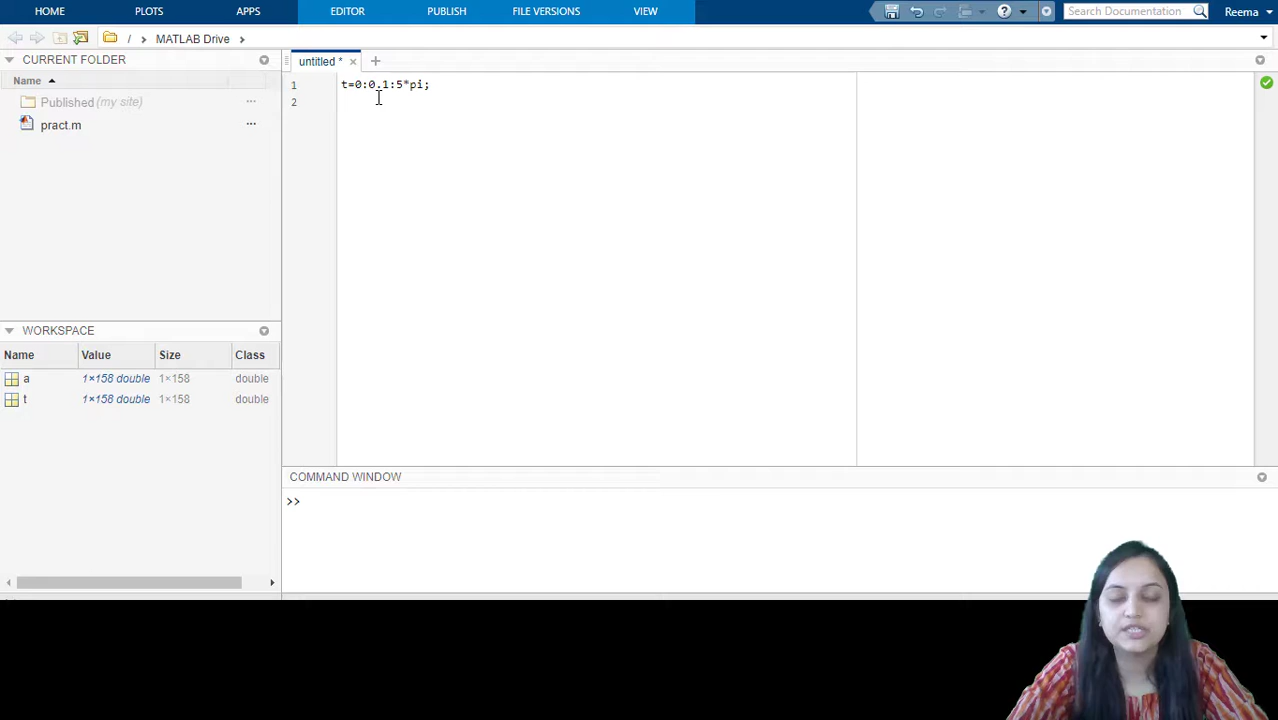 HOME PLOTS APPS EDITOR PUBLISH FILE VERSIONS VIEW ? Search Documentation Reema
/ MATLAB Drive
CURRENT FOLDER
Name
Published (my site) ...
pract.m ...
untitled * × +
1 t=0:0.1:5*pi;
2
WORKSPACE
Name Value Size Class
a 1×158 double 1×158 double
t 1×158 double 1×158 double
COMMAND WINDOW
>>